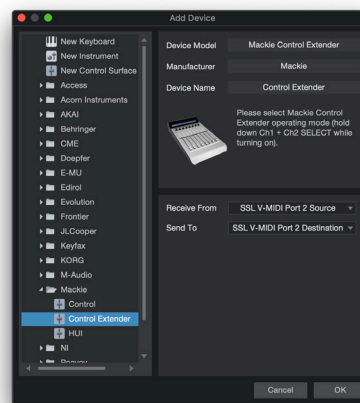 Add Device
New Keyboard
New Instrument
New Control Surface
Access
Acorn Instruments
AKAI
Behringer
CME
Doepfer
E-MU
Edirol
Evolution
Frontier
JLCooper
Keyfax
KORG
M-Audio
Mackie
Control
Control Extender
HUI
NI
Device Model Mackie Control Extender
Manufacturer Mackie
Device Name Control Extender
Please select Mackie Control
Extender operating mode (hold
down Ch1 + Ch2 SELECT while
turning on).
Receive From SSL V-MIDI Port 2 Source
Send To SSL V-MIDI Port 2 Destination
Cancel OK